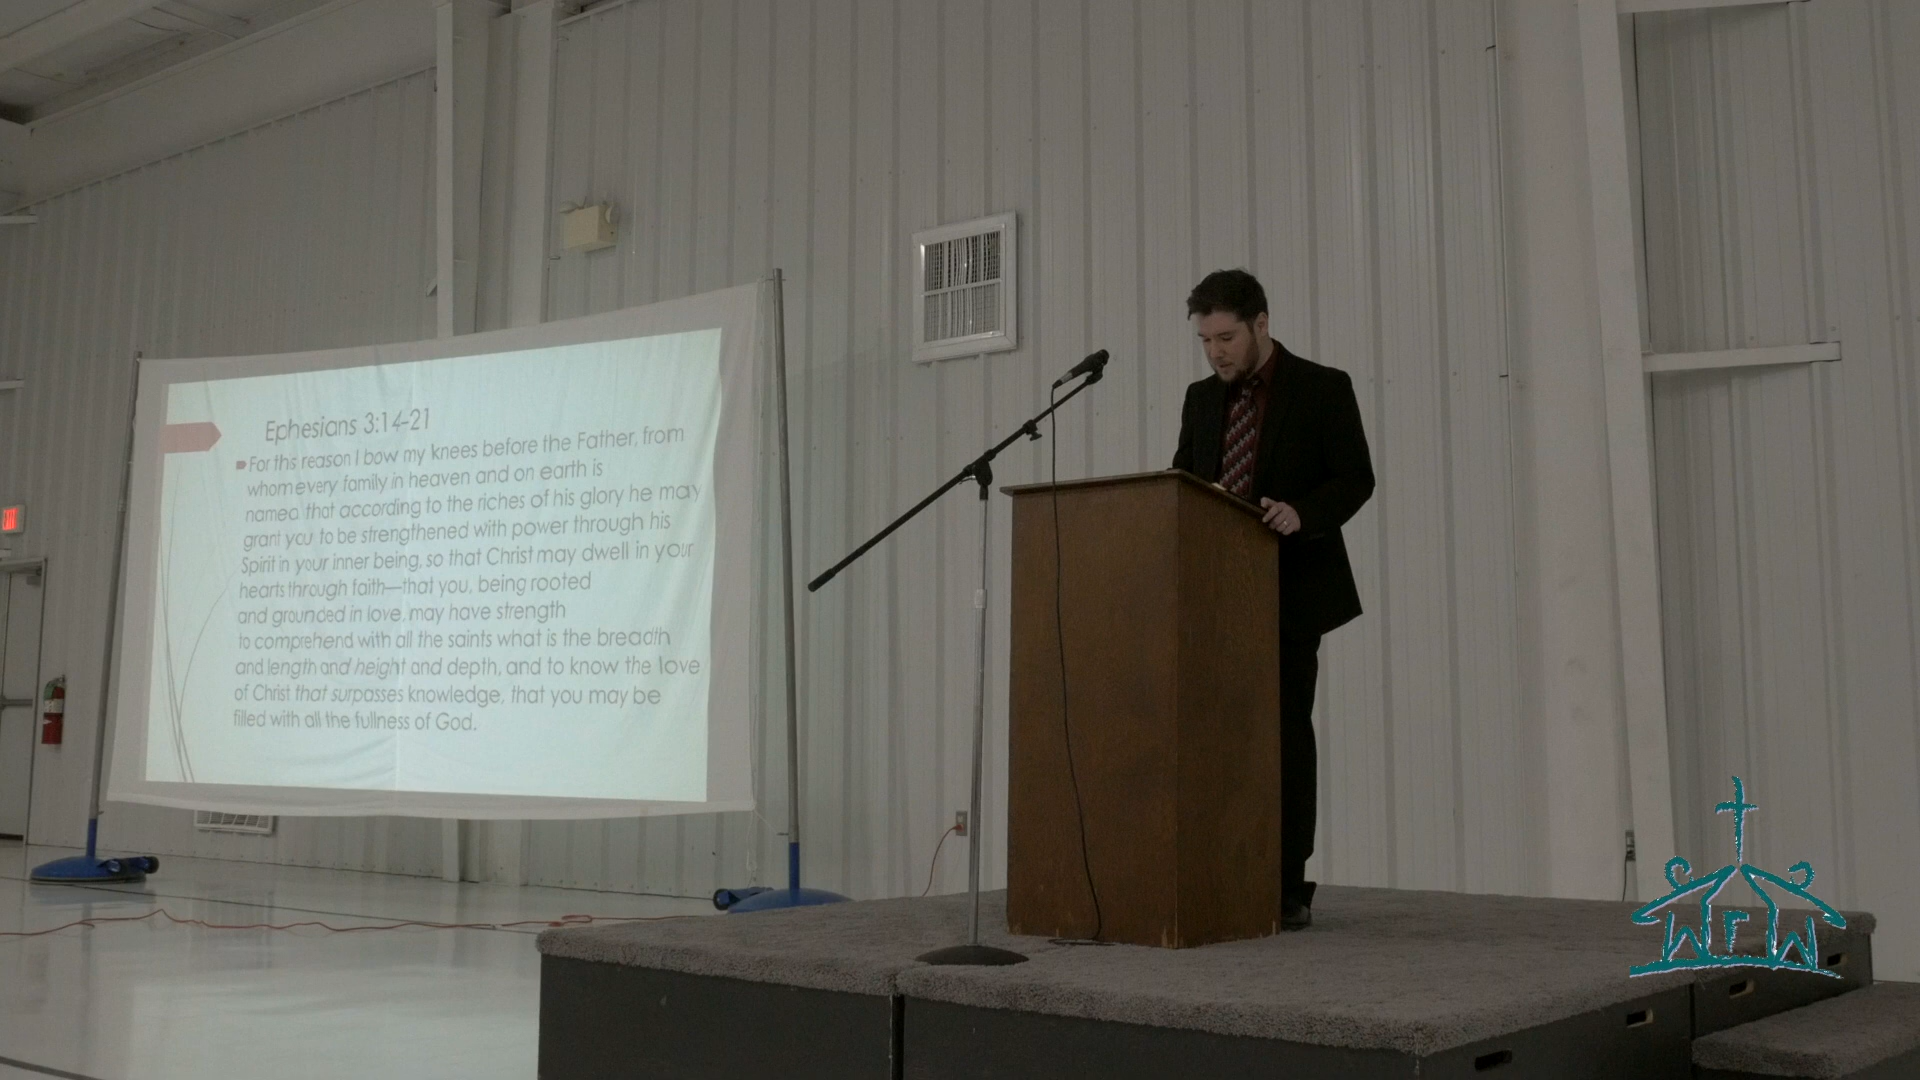 Ephesians 3:14-21
For ths reason I bow my knees before the Father, from
whom every family in heaven and on earth is
named, that according to the riches of his glory he may
grant you to be strengthened with power through his
Spirit in your inner being, so that Christ may dwell in your
hearts through faith—that you, being rooted
and grounded in love, may have strength
to comprehend with all the saints what is the breadth
and length and height and depth, and to know the love
of Christ that surpasses knowledge, that you may be
filled with all the fullness of God.
EXIT
WFW